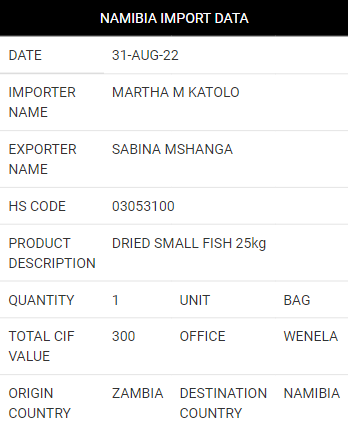 NAMIBIA IMPORT DATA
DATE 31-AUG-22
IMPORTER NAME MARTHA M KATOLO
EXPORTER NAME SABINA MSHANGA
HS CODE 03053100
PRODUCT DESCRIPTION DRIED SMALL FISH 25kg
QUANTITY 1 UNIT BAG
TOTAL CIF VALUE 300 OFFICE WENELA
ORIGIN COUNTRY ZAMBIA DESTINATION COUNTRY NAMIBIA